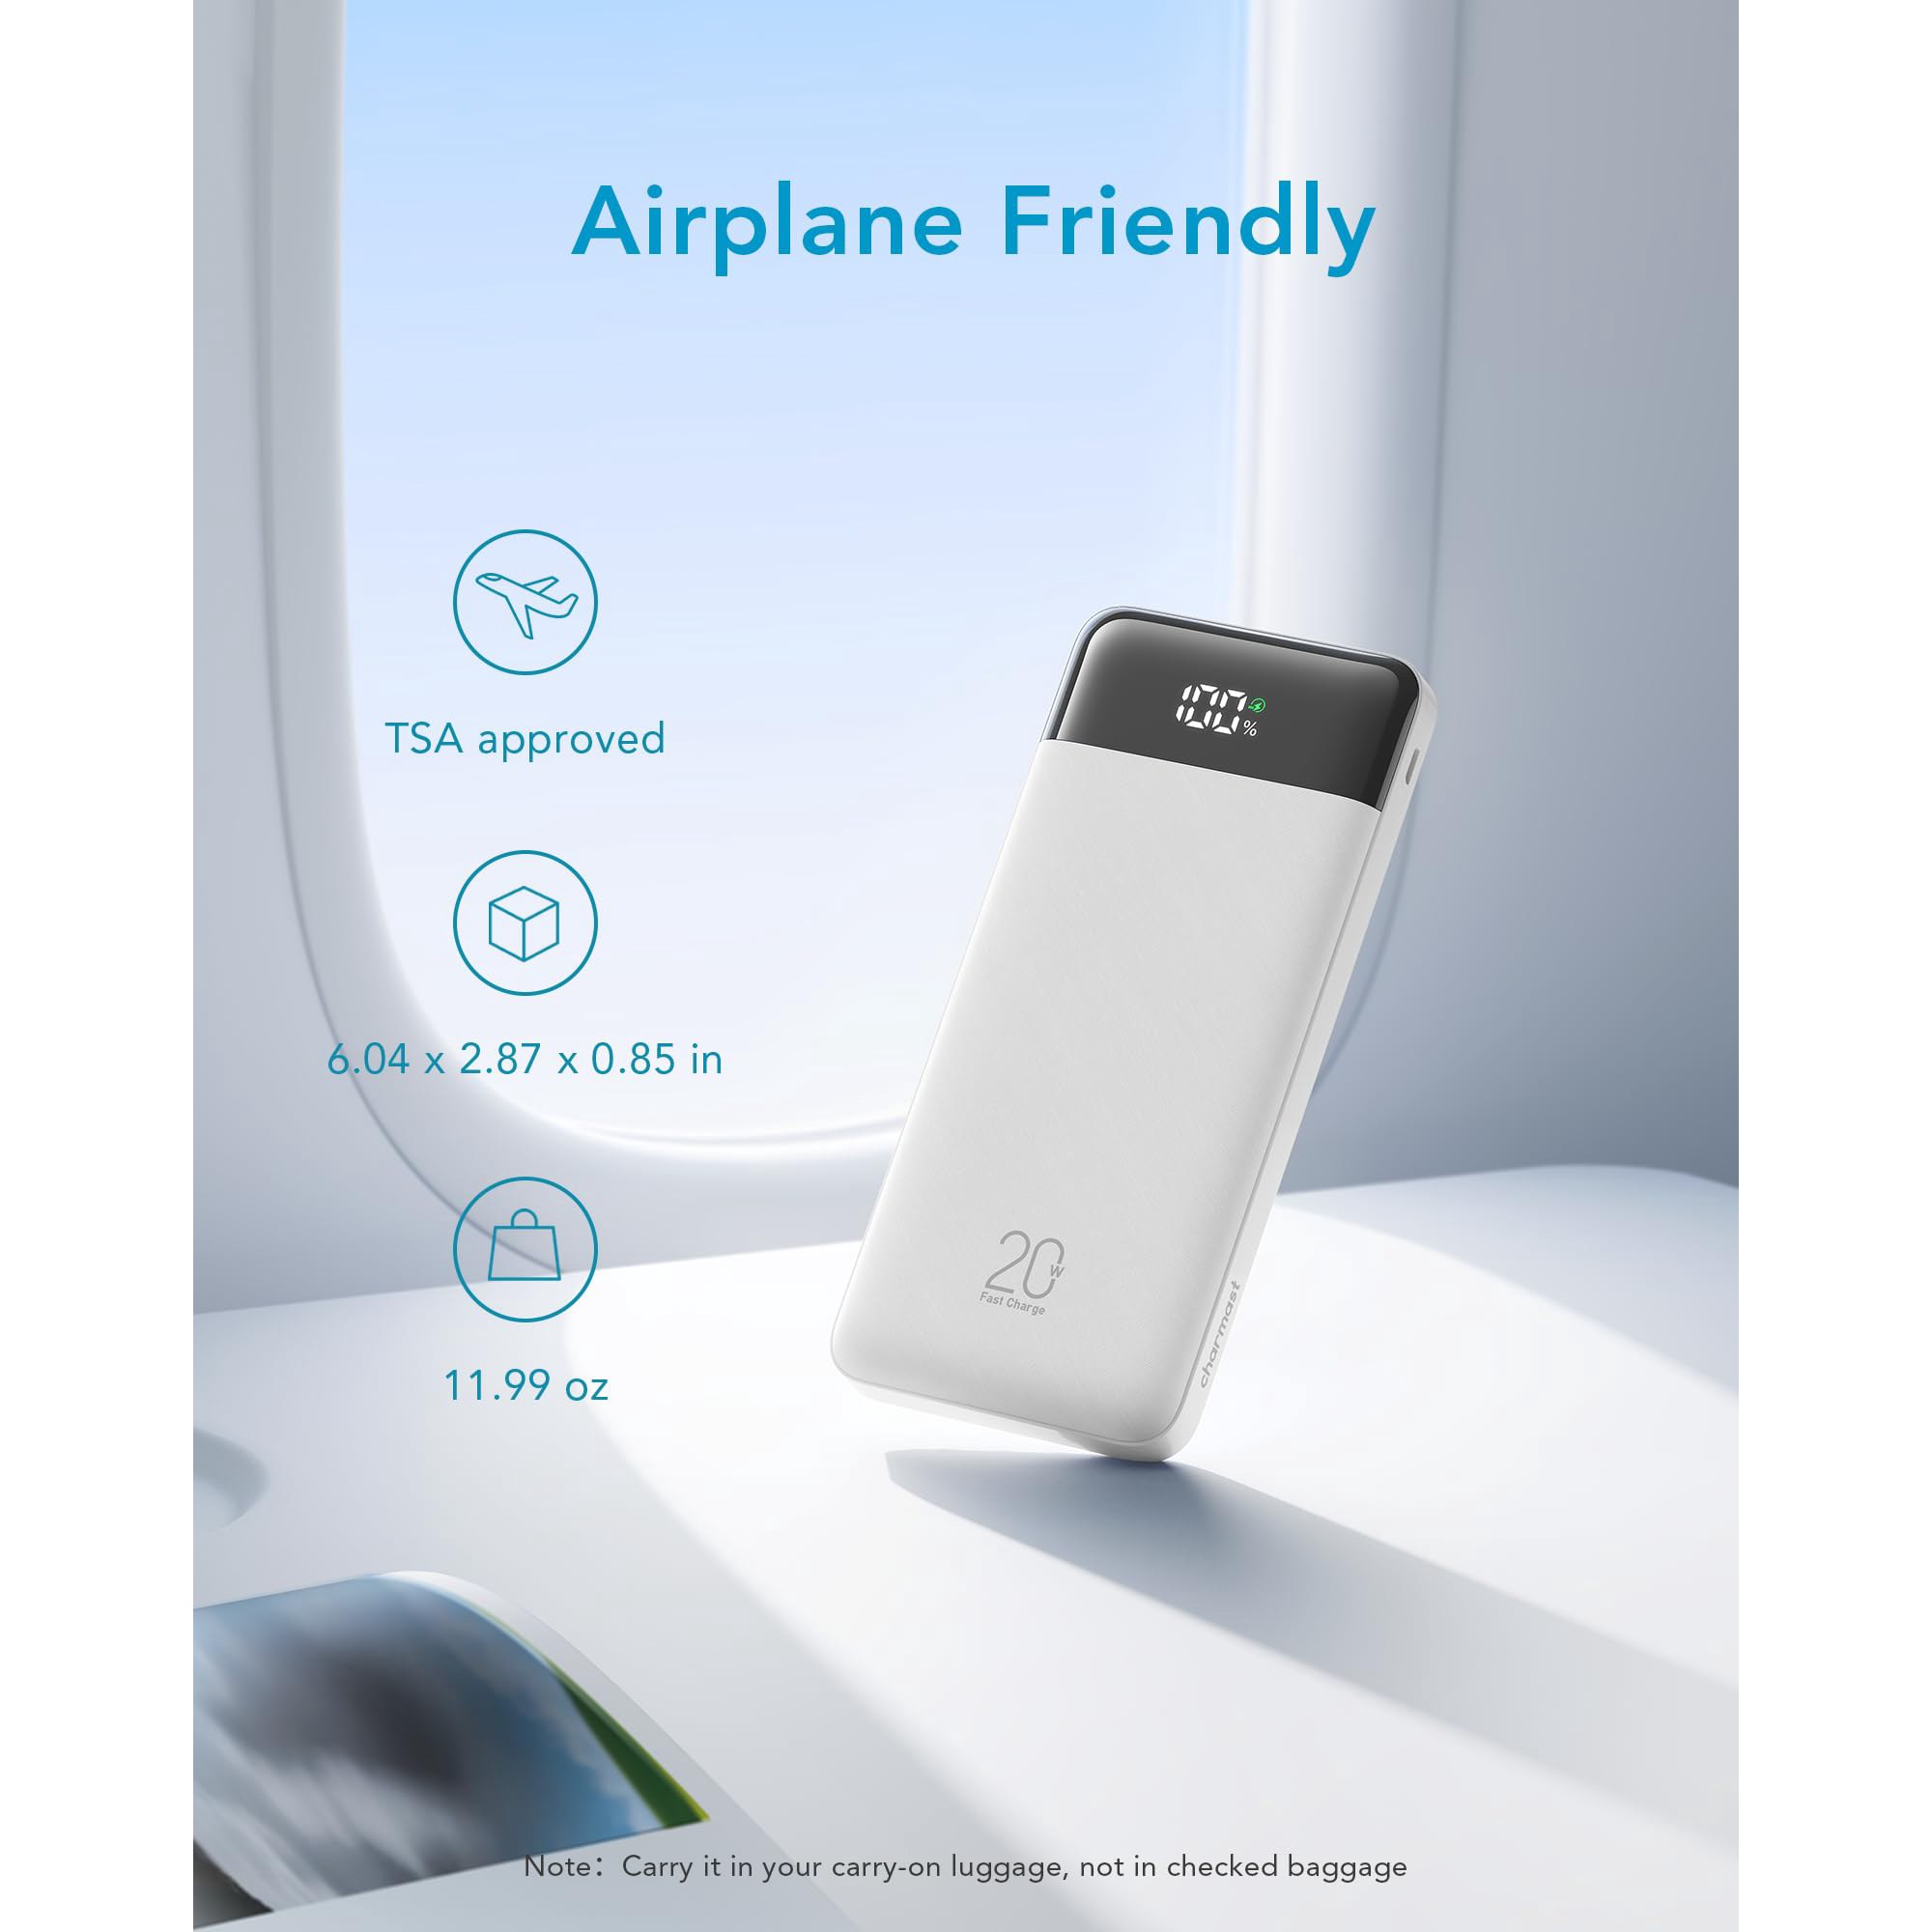 Airplane Friendly
TSA approved
6.04 x 2.87 x 0.85 in
11.99 oz
100%
20W
Fast Charge
charmast
Note: Carry it in your carry-on luggage, not in checked baggage